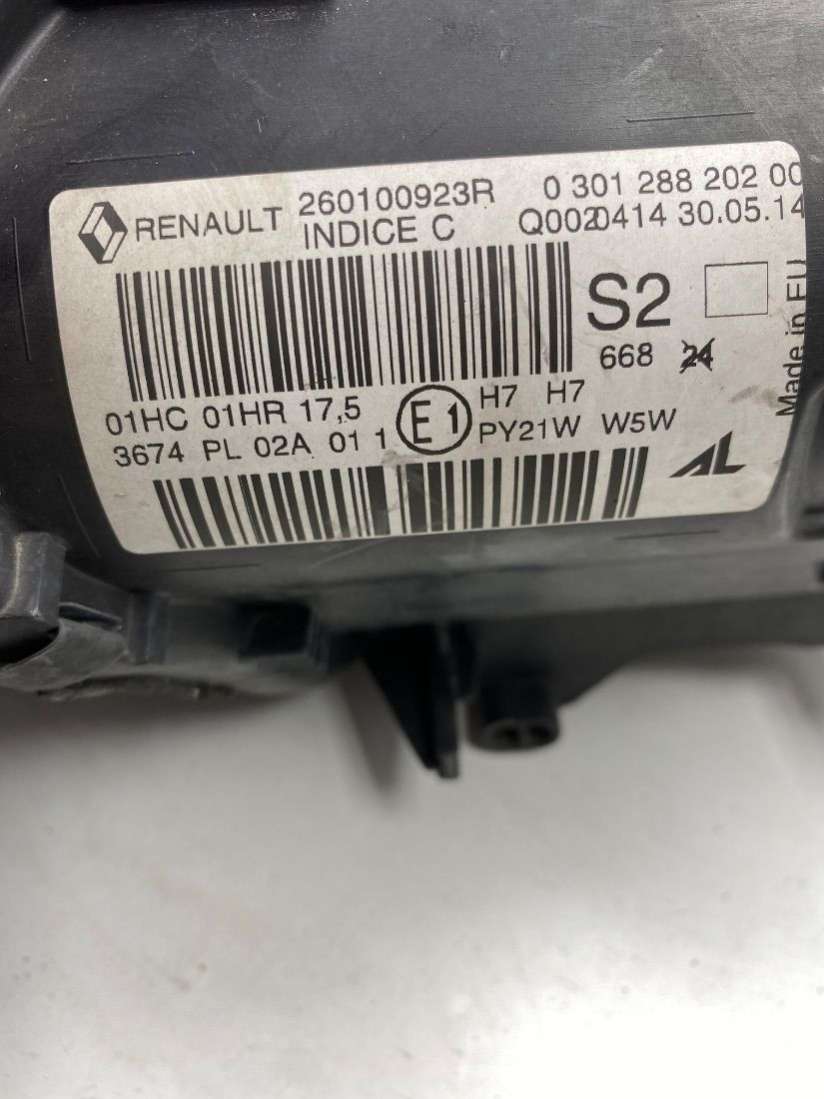 RENAULT 260100923R 0 301 288 202 00
INDICE C Q0020414 30.05.14
S2
668 24
Made in EU
01HC 01HR 17,5 E1 H7 H7
3674 PL 02A 01 1 PY21W W5W
AL